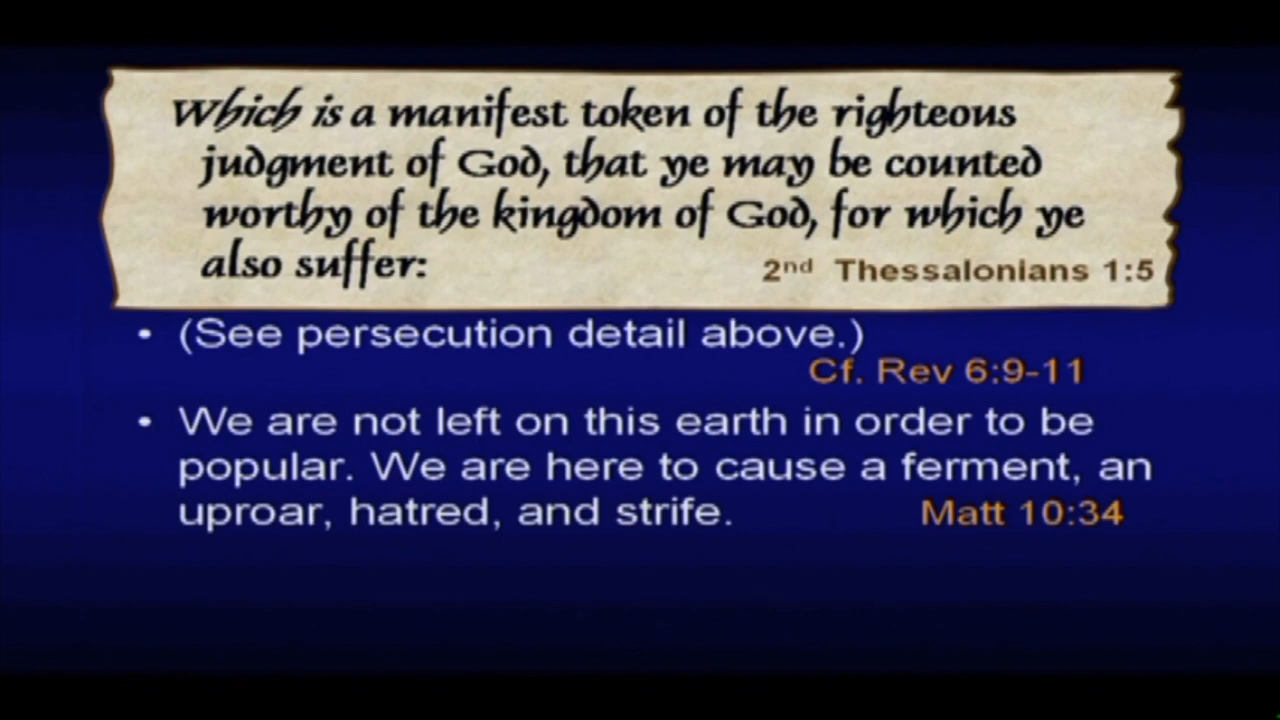 Which is a manifest token of the righteous
judgment of God, that ye may be counted
worthy of the kingdom of God, for which ye
also suffer:
2nd Thessalonians 1:5
• (See persecution detail above.)
Cf. Rev 6:9-11
• We are not left on this earth in order to be
popular. We are here to cause a ferment, an
uproar, hatred, and strife. Matt 10:34